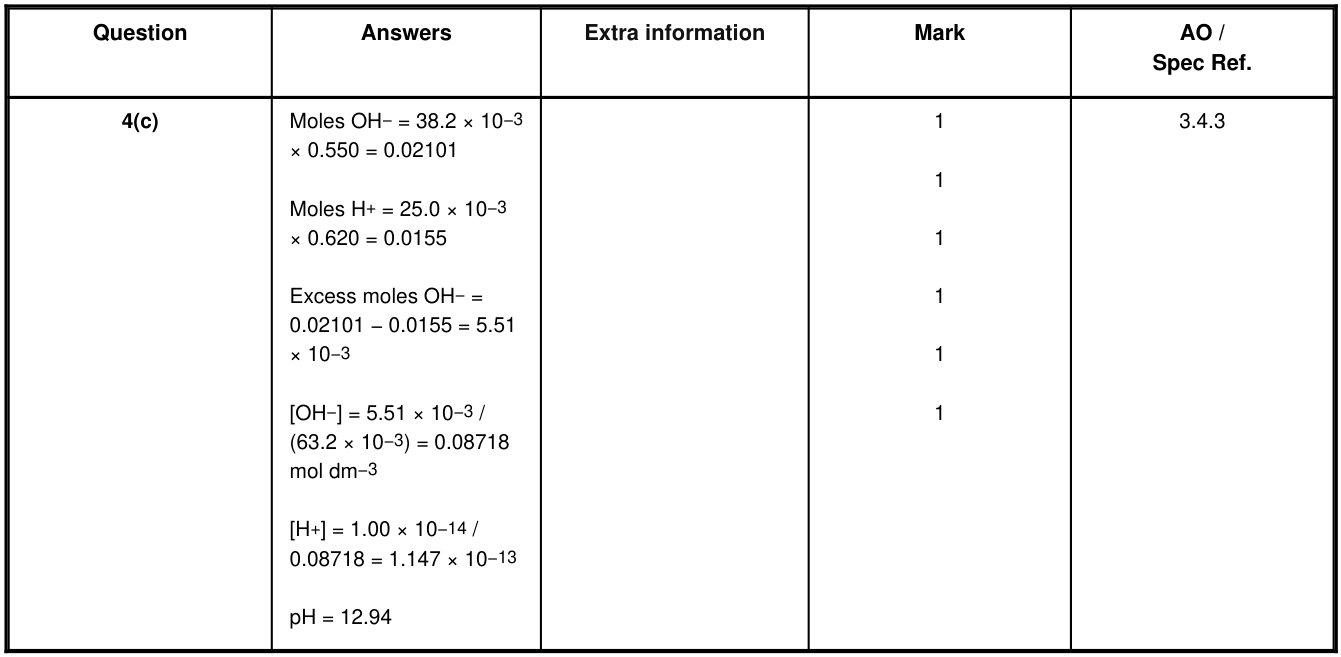 Question Answers Extra information Mark AO /
Spec Ref.
4(c) Moles OH− = 38.2 × 10−3 1 3.4.3
× 0.550 = 0.02101
1
Moles H+ = 25.0 × 10−3
× 0.620 = 0.0155 1
Excess moles OH− = 1
0.02101 − 0.0155 = 5.51
× 10−3 1
[OH−] = 5.51 × 10−3 / 1
(63.2 × 10−3) = 0.08718
mol dm−3
[H+] = 1.00 × 10−14 /
0.08718 = 1.147 × 10−13
pH = 12.94